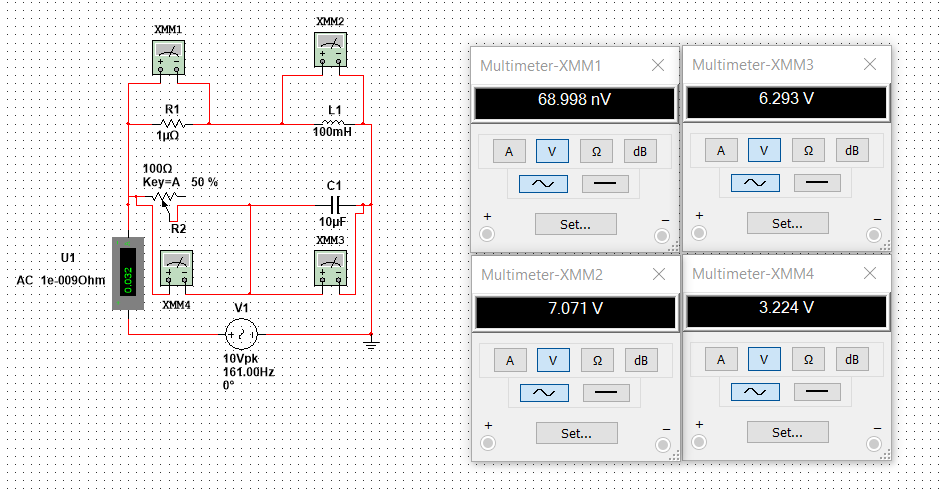 XMM1
XMM2
R1
1μΩ
L1
100mH
100Ω
Key=A 50 %
R2
C1
10μF
U1
AC 1e-009Ohm
0.032
XMM4
XMM3
V1
10Vpk
161.00Hz
0°
Multimeter-XMM1
68.998 nV
A V Ω dB
Set...
+ −
Multimeter-XMM3
6.293 V
A V Ω dB
Set...
+ −
Multimeter-XMM2
7.071 V
A V Ω dB
Set...
+ −
Multimeter-XMM4
3.224 V
A V Ω dB
Set...
+ −